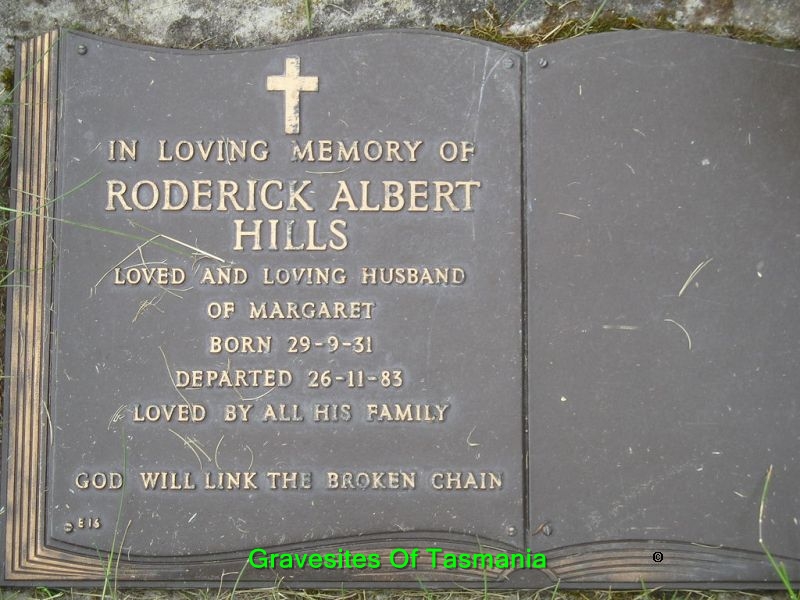 IN LOVING MEMORY OF
RODERICK ALBERT
HILLS
LOVED AND LOVING HUSBAND
OF MARGARET
BORN 29-9-31
DEPARTED 26-11-83
LOVED BY ALL HIS FAMILY
GOD WILL LINK THE BROKEN CHAIN
E 16
Gravesites Of Tasmania
©